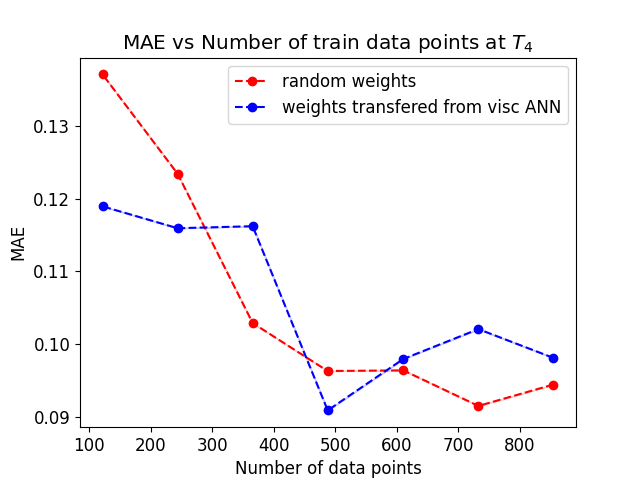 MAE vs Number of train data points at T₄
random weights
weights transfered from visc ANN
MAE
0.13
0.12
0.11
0.10
0.09
100 200 300 400 500 600 700 800
Number of data points